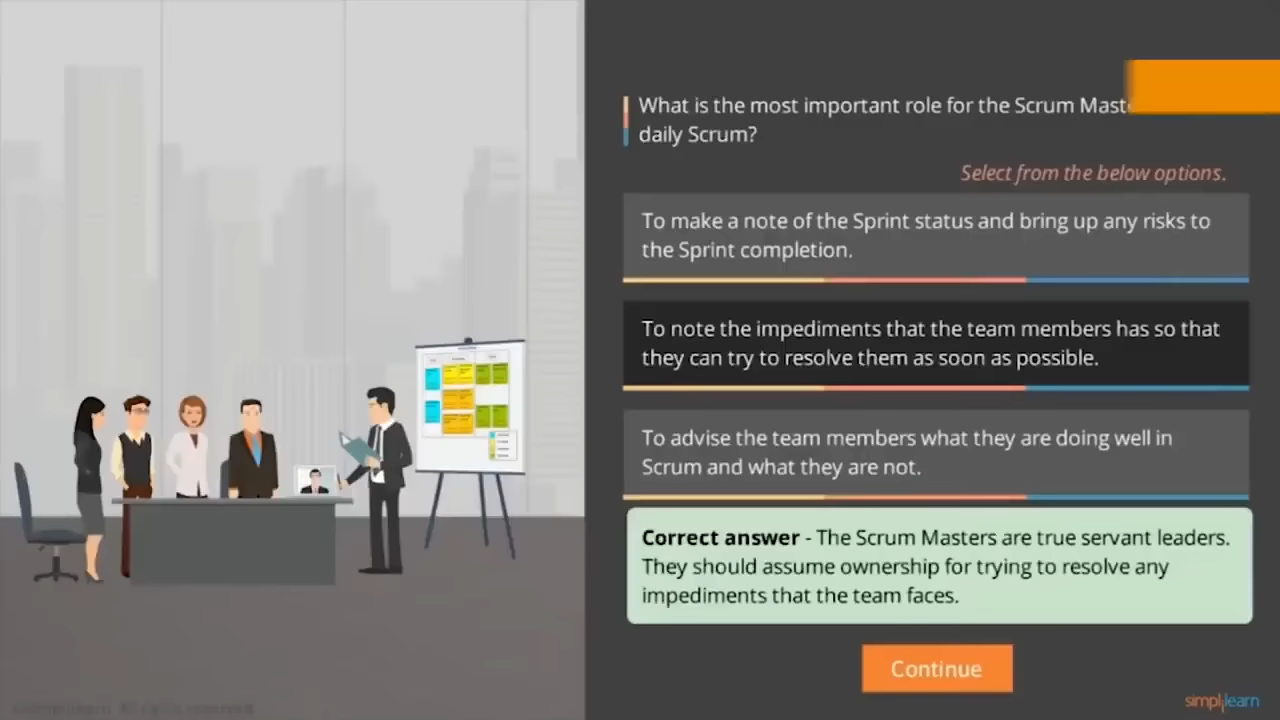 What is the most important role for the Scrum
daily Scrum?
Select from the below options.
To make a note of the Sprint status and bring up any risks to
the Sprint completion.
To note the impediments that the team members has so that
they can try to resolve them as soon as possible.
To advise the team members what they are doing well in
Scrum and what they are not.
Correct answer - The Scrum Masters are true servant leaders.
They should assume ownership for trying to resolve any
impediments that the team faces.
Continue
simplilearn